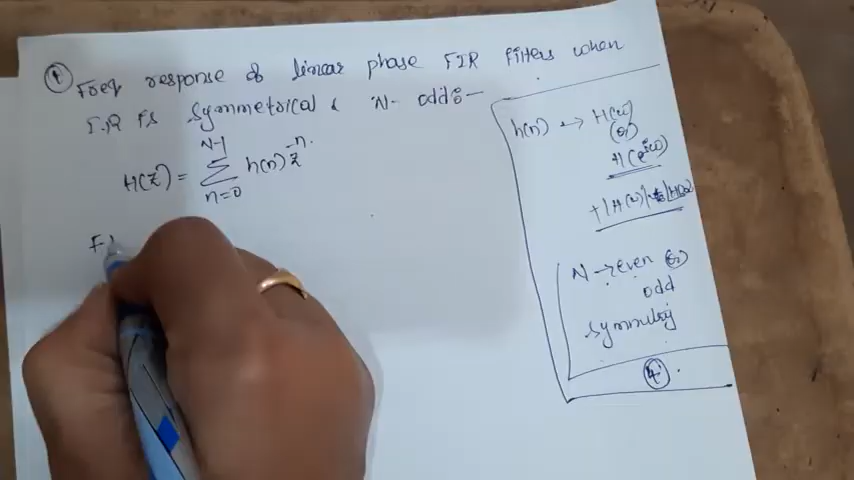 ① Freq response of linear phase FIR filters when
I.R is symmetrical & N- odd:-
H(z) = N-1 Σ n=0 h(n) z^-n.
F
h(n) ↔ H(ω)
(or)
H(e^jω)
+|H(ω)|
N → even (or)
odd
symmetry
④.